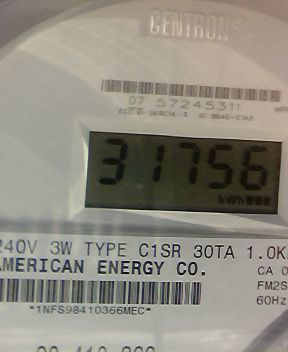 CENTRON
07 57245311
31756
kWh
240V 3W TYPE C1SR 30TA 1.0K
AMERICAN ENERGY CO.
CA 0
FM2S
60Hz
*1NFS98410366MEC*